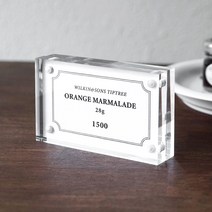 WILKIN&SONS TIPTREE
ORANGE MARMALADE
28g
1500